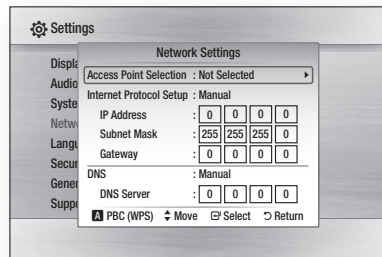 Settings
Network Settings
Displa
Access Point Selection : Not Selected
Audio
Internet Protocol Setup : Manual
Syste
IP Address : 0 0 0 0
Netw
Subnet Mask : 255 255 255 0
Langu
Gateway : 0 0 0 0
Secur
DNS : Manual
Gener
DNS Server : 0 0 0 0
Suppo
A PBC (WPS) Move Select Return